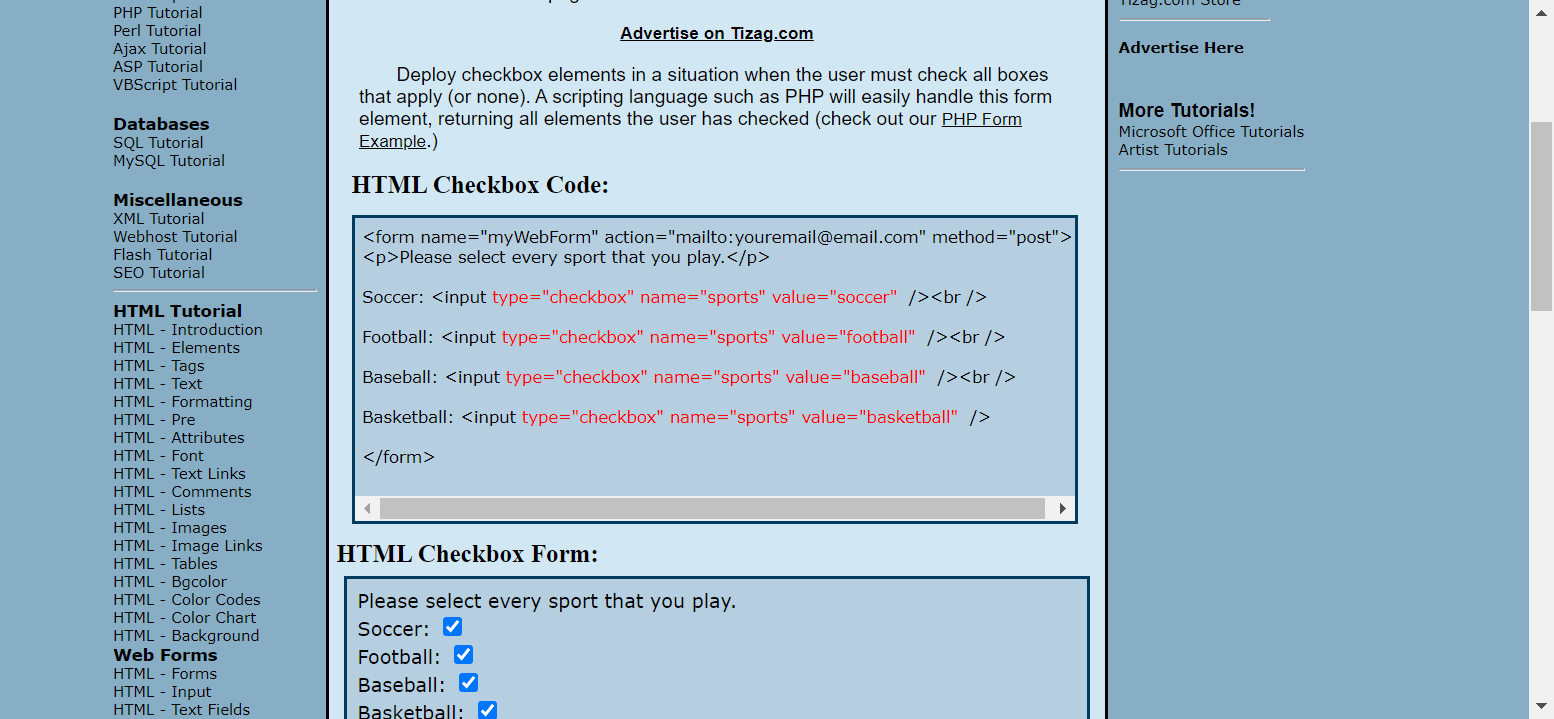 PHP Tutorial
Perl Tutorial
Ajax Tutorial
ASP Tutorial
VBScript Tutorial
Databases
SQL Tutorial
MySQL Tutorial
Miscellaneous
XML Tutorial
Webhost Tutorial
Flash Tutorial
SEO Tutorial
HTML Tutorial
HTML - Introduction
HTML - Elements
HTML - Tags
HTML - Text
HTML - Formatting
HTML - Pre
HTML - Attributes
HTML - Font
HTML - Text Links
HTML - Comments
HTML - Lists
HTML - Images
HTML - Image Links
HTML - Tables
HTML - Bgcolor
HTML - Color Codes
HTML - Color Chart
HTML - Background
Web Forms
HTML - Forms
HTML - Input
HTML - Text Fields
Advertise on Tizag.com
Deploy checkbox elements in a situation when the user must check all boxes
that apply (or none). A scripting language such as PHP will easily handle this form
element, returning all elements the user has checked (check out our PHP Form
Example.)
HTML Checkbox Code:
<form name="myWebForm" action="mailto:youremail@email.com" method="post">
<p>Please select every sport that you play.</p>
Soccer: <input type="checkbox" name="sports" value="soccer"  /><br />
Football: <input type="checkbox" name="sports" value="football"  /><br />
Baseball: <input type="checkbox" name="sports" value="baseball"  /><br />
Basketball: <input type="checkbox" name="sports" value="basketball"  />
</form>
HTML Checkbox Form:
Please select every sport that you play.
Soccer:
Football:
Baseball:
Basketball:
Tizag.com Store
Advertise Here
More Tutorials!
Microsoft Office Tutorials
Artist Tutorials